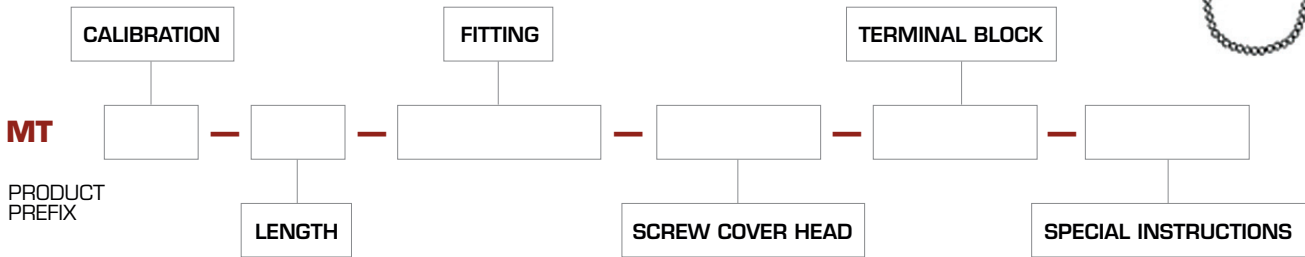 CALIBRATION
FITTING
TERMINAL BLOCK
MT — — — — —
PRODUCT
PREFIX
LENGTH
SCREW COVER HEAD
SPECIAL INSTRUCTIONS